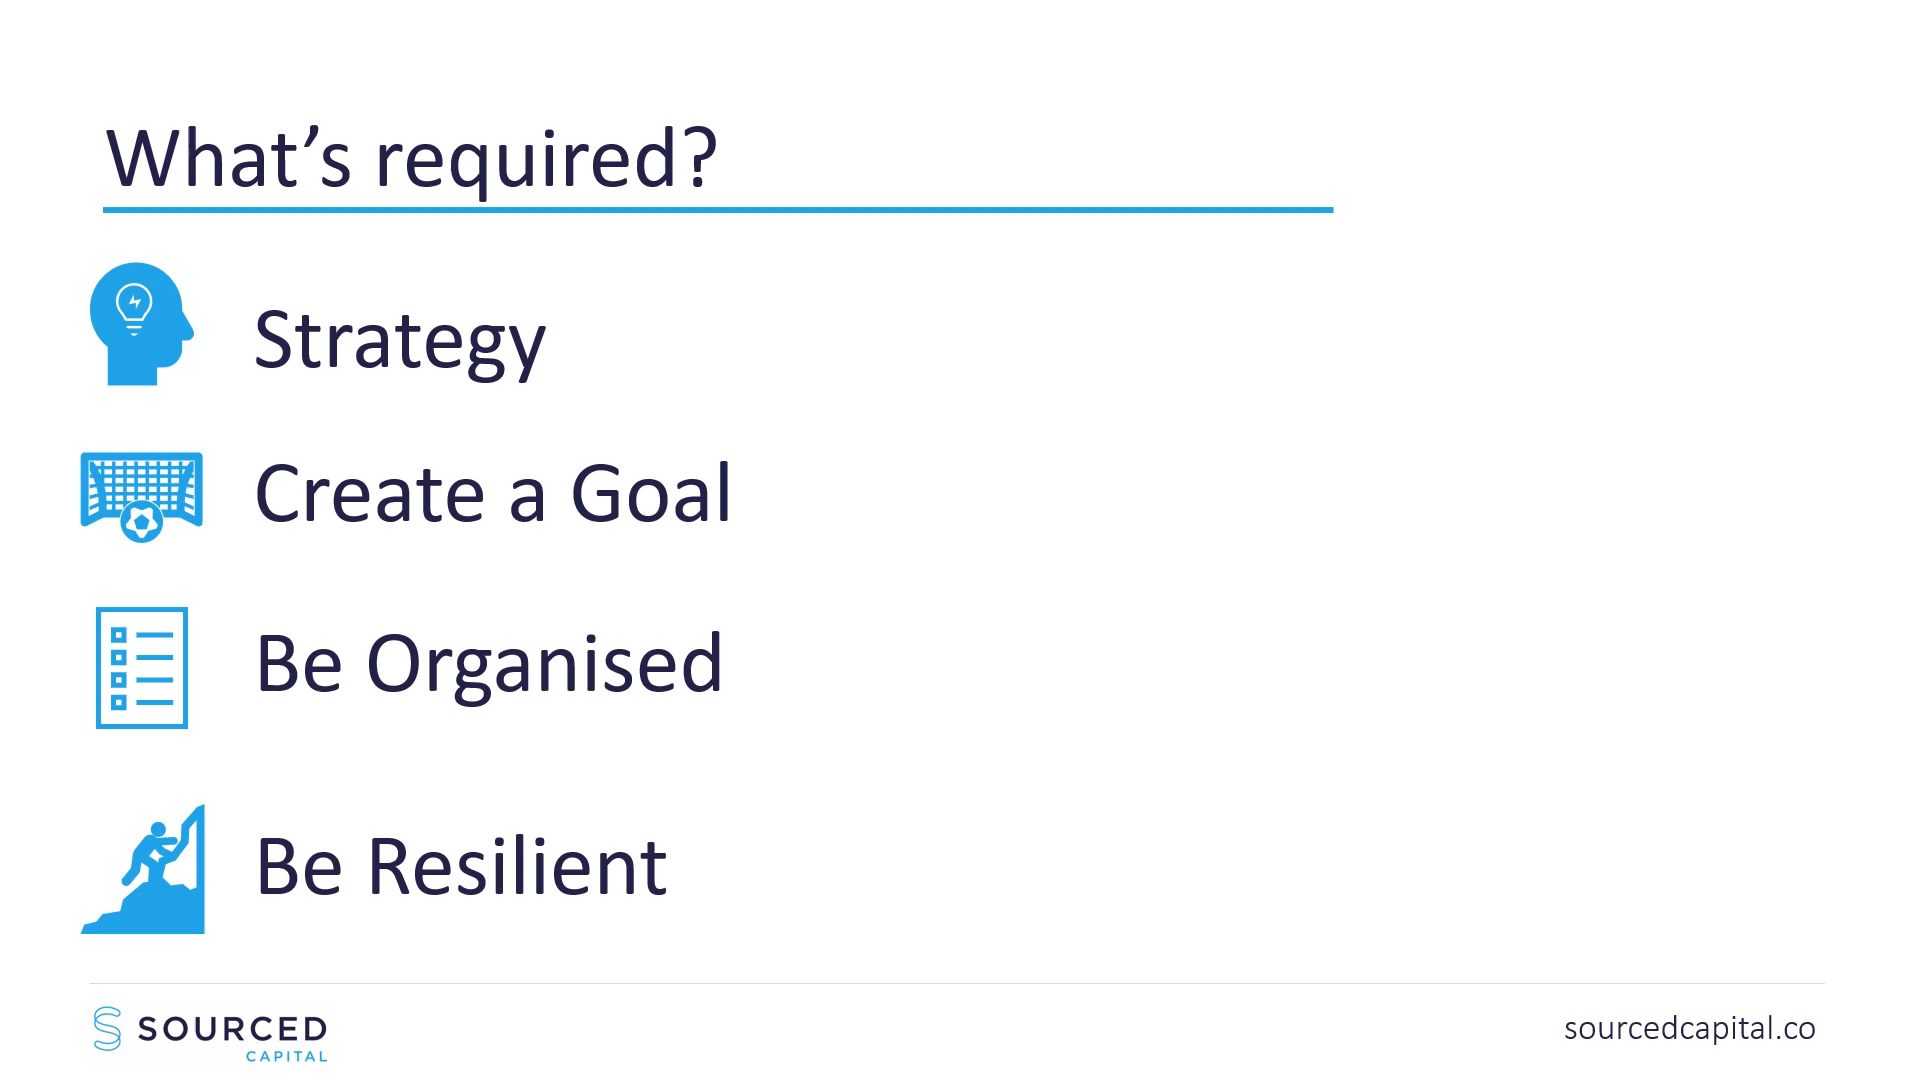 What’s required?
Strategy
Create a Goal
Be Organised
Be Resilient
SOURCED
CAPITAL
sourcedcapital.co